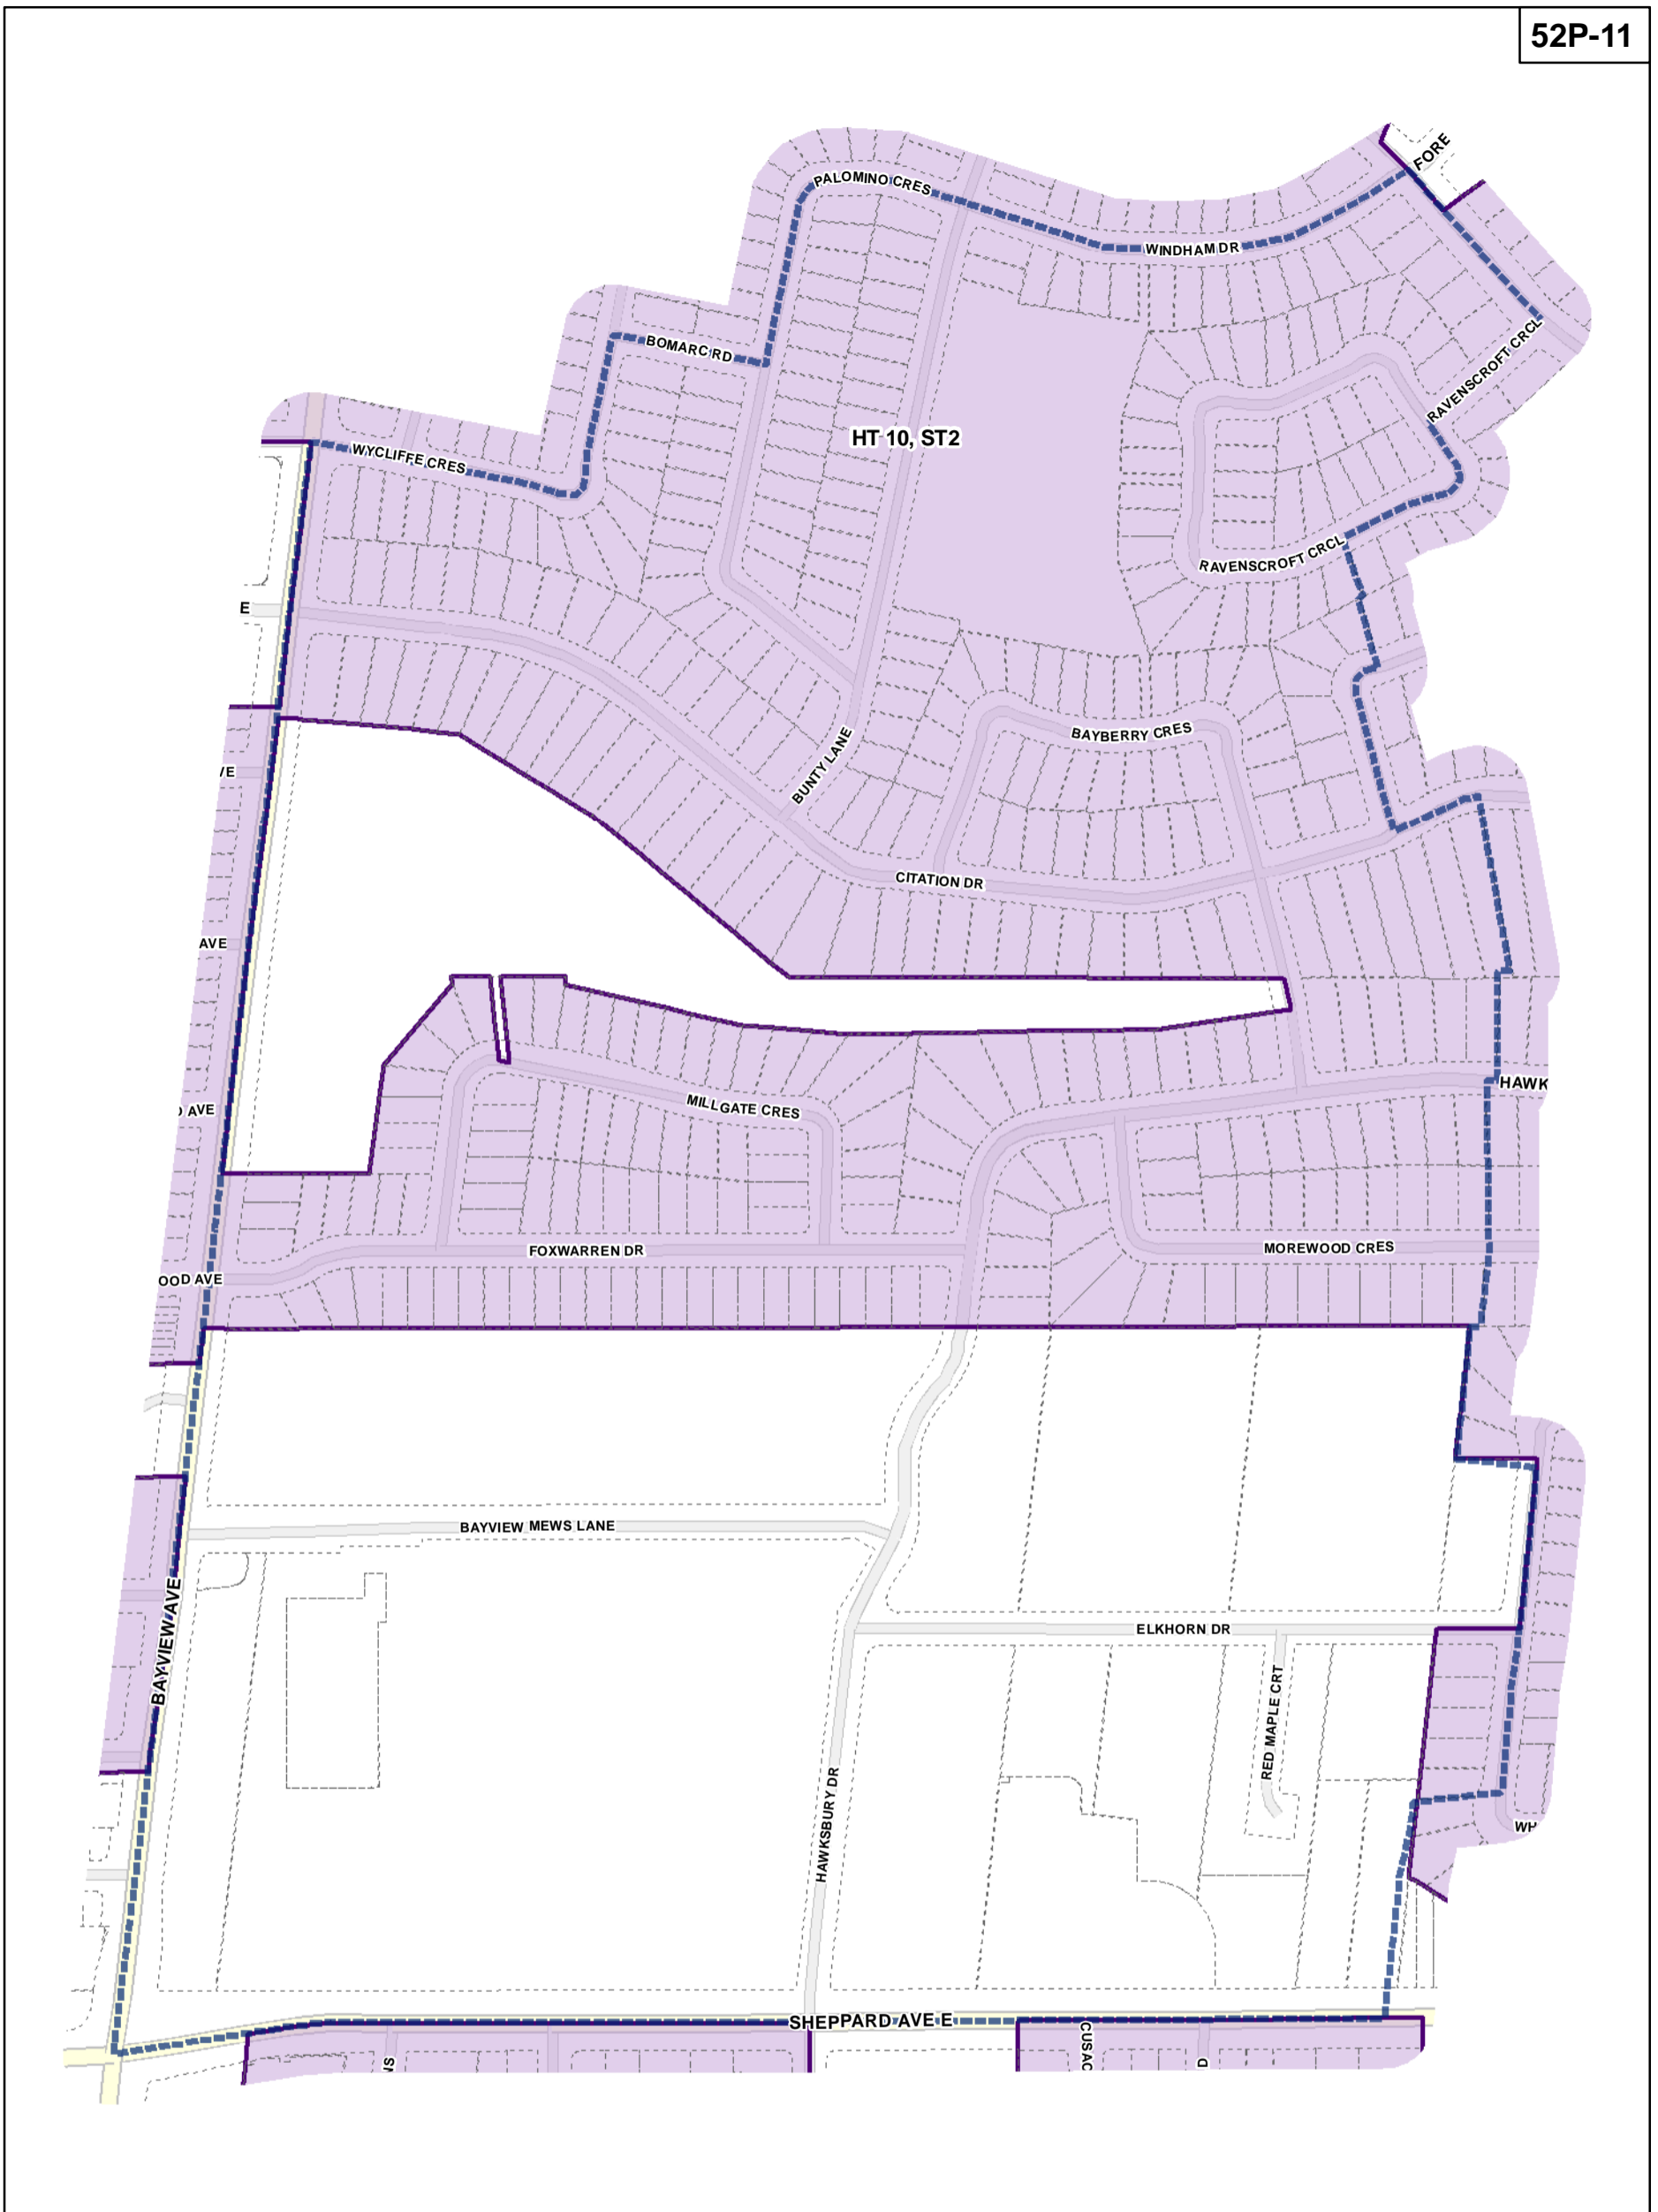 52P-11
FORE
PALOMINO CRES
WINDHAM DR
BOMARC RD
RAVENSCROFT CRCL
HT 10, ST2
WYCLIFFE CRES
RAVENSCROFT CRCL
E
BAYBERRY CRES
BUNTY LANE
VE
CITATION DR
AVE
HAWK
MILLGATE CRES
AVE
FOXWARREN DR
MOREWOOD CRES
OOD AVE
BAYVIEW MEWS LANE
BAYVIEW AVE
ELKHORN DR
RED MAPLE CRT
HAWKSBURY DR
WH
SHEPPARD AVE E
CUSAC
D